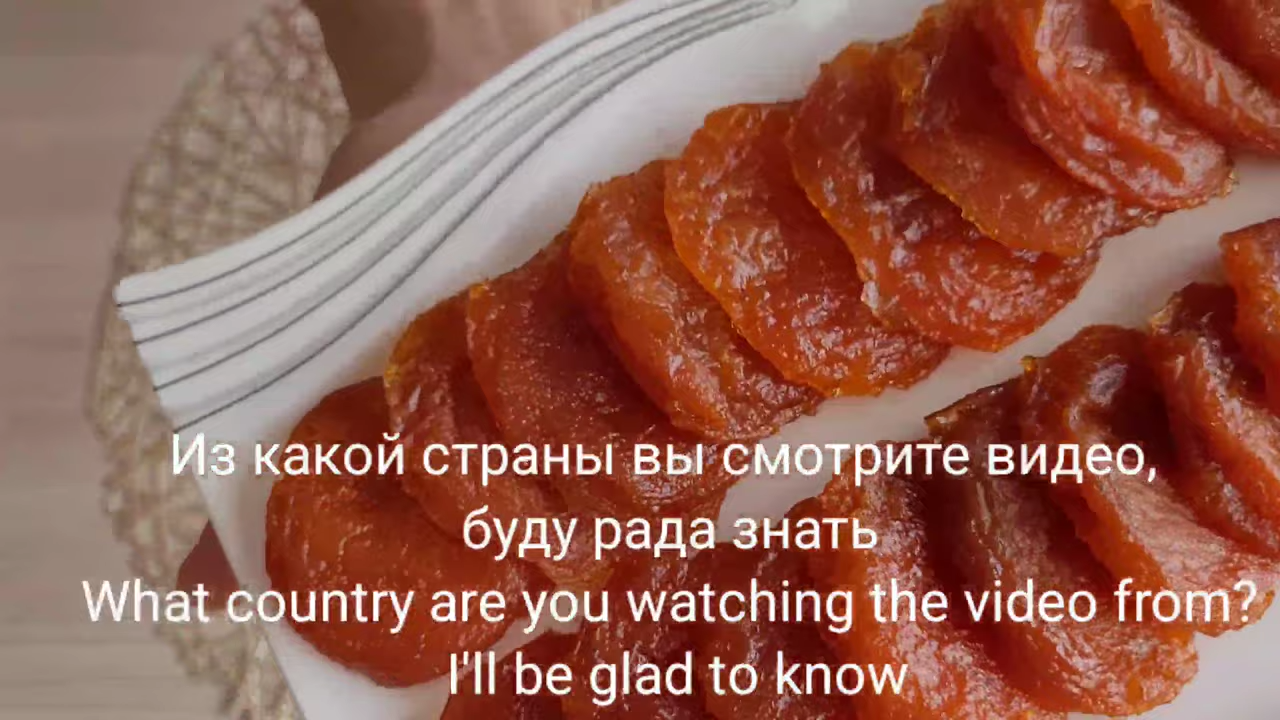 Из какой страны вы смотрите видео,
буду рада знать
What country are you watching the video from?
I'll be glad to know